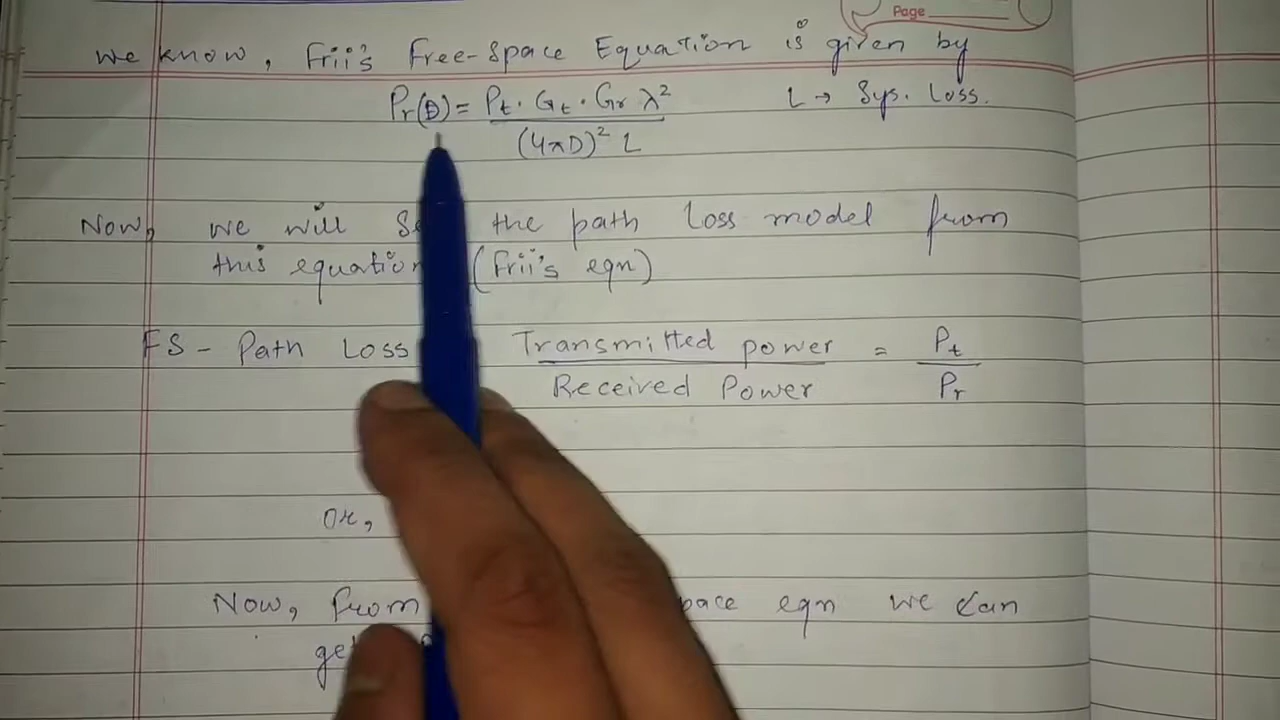 Page
We know, Frii's Free-Space Equation is given by
Pr(D) = Pt . Gt . Gr λ² L → Sys. Loss.
(4πD)² L
Now, we will the path Loss model from
this equation (Frii's eqn)
FS - Path Loss Transmitted power = Pt
Received Power Pr
or,
Now, from eqn we can